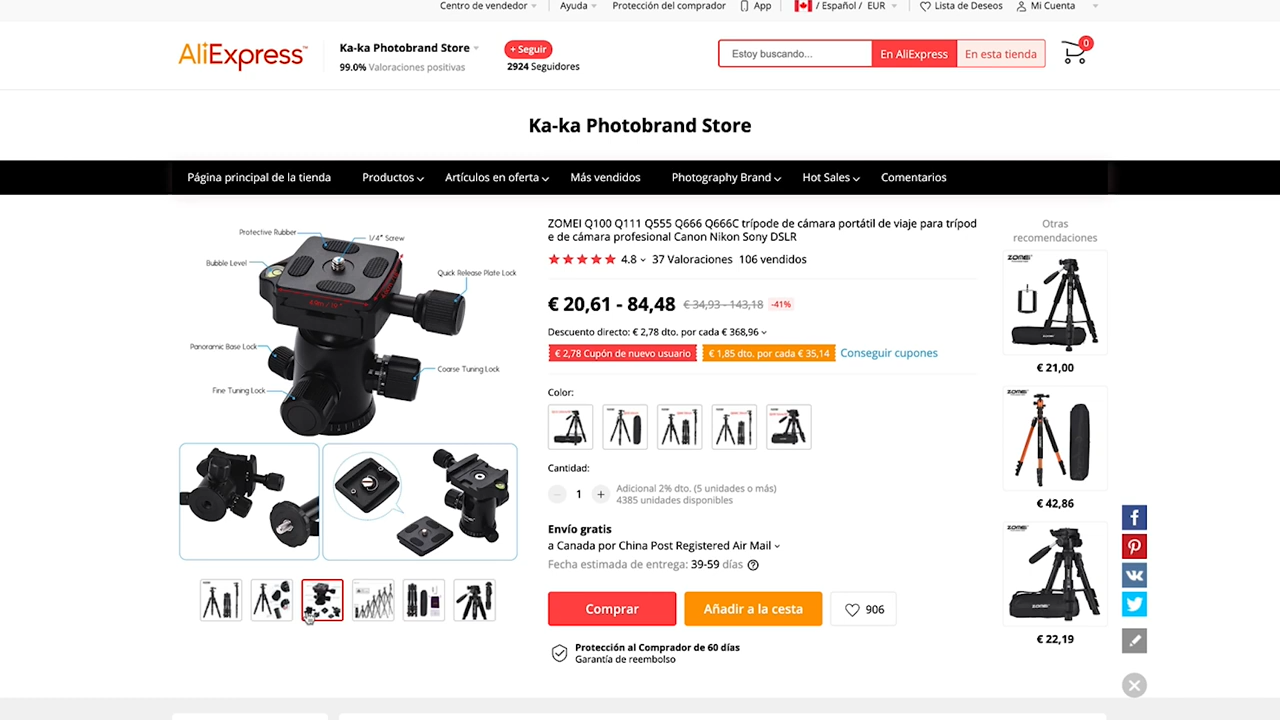 Centro de vendedor
Ayuda
Protección del comprador
App
/ Español / EUR
Lista de Deseos
Mi Cuenta
AliExpress™
Ka-ka Photobrand Store
99.0% Valoraciones positivas
+ Seguir
2924 Seguidores
Estoy buscando...
En AliExpress
En esta tienda
0
Ka-ka Photobrand Store
Página principal de la tienda
Productos
Artículos en oferta
Más vendidos
Photography Brand
Hot Sales
Comentarios
Protective Rubber
1/4" Screw
Bubble Level
Quick Release Plate Lock
Panoramic Base Lock
Coarse Tuning Lock
Fine Tuning Lock
ZOMEI Q100 Q111 Q555 Q666 Q666C trípode de cámara portátil de viaje para trípod
e de cámara profesional Canon Nikon Sony DSLR
4.8
37 Valoraciones
106 vendidos
€ 20,61 - 84,48
€ 34,93 - 143,18
-41%
Descuento directo: € 2,78 dto. por cada € 368,96
€ 2,78 Cupón de nuevo usuario
€ 1,85 dto. por cada € 35,14
Conseguir cupones
Color:
Cantidad:
1
+
Adicional 2% dto. (5 unidades o más)
4385 unidades disponibles
Envío gratis
a Canada por China Post Registered Air Mail
Fecha estimada de entrega: 39-59 días
Comprar
Añadir a la cesta
906
Protección al Comprador de 60 días
Garantía de reembolso
Otras
recomendaciones
ZOMEI
€ 21,00
ZOMEI
€ 42,86
ZOMEI
€ 22,19